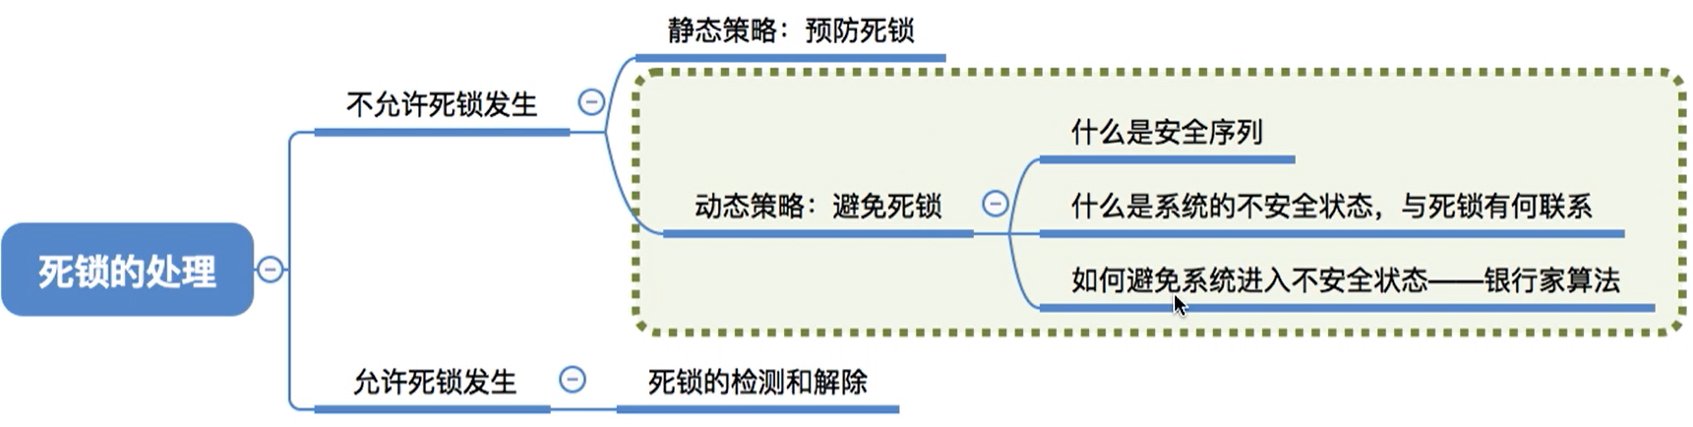 静态策略：预防死锁
不允许死锁发生
什么是安全序列
动态策略：避免死锁
什么是系统的不安全状态，与死锁有何联系
死锁的处理
如何避免系统进入不安全状态——银行家算法
允许死锁发生
死锁的检测和解除